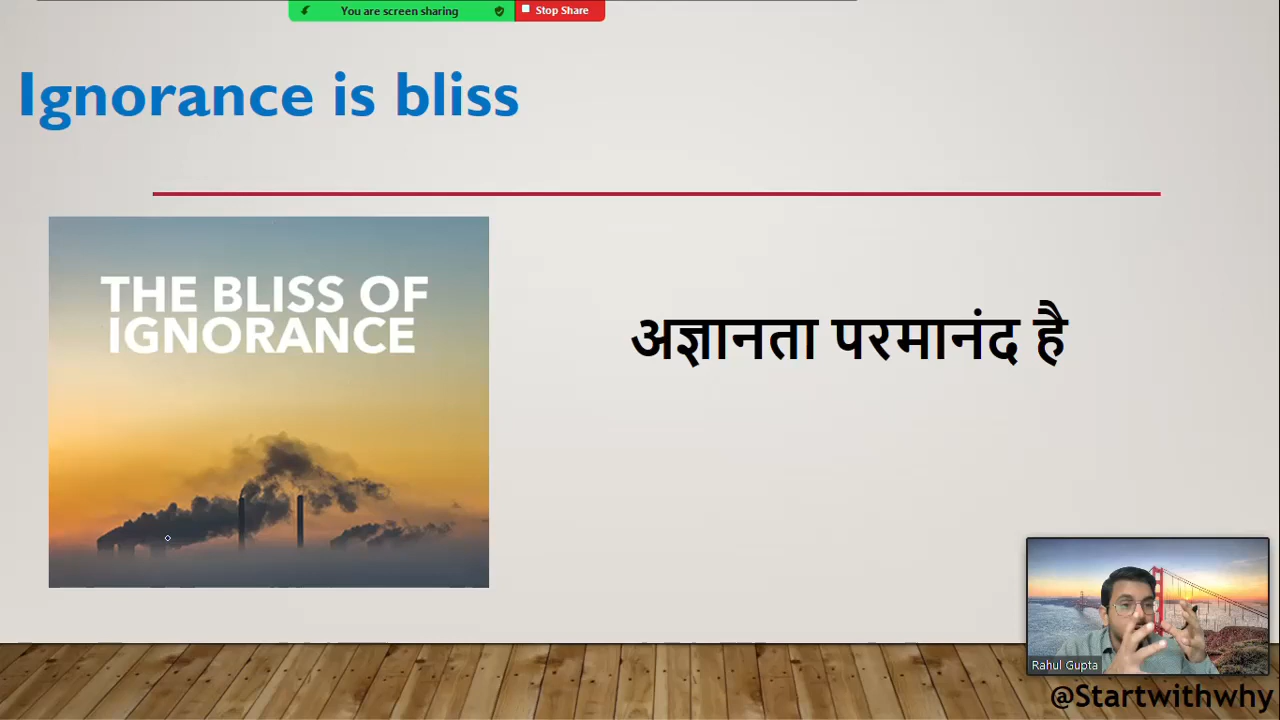 You are screen sharing
Stop Share
Ignorance is bliss
THE BLISS OF
IGNORANCE
अज्ञानता परमानंद है
Rahul Gupta
@Startwithwhy